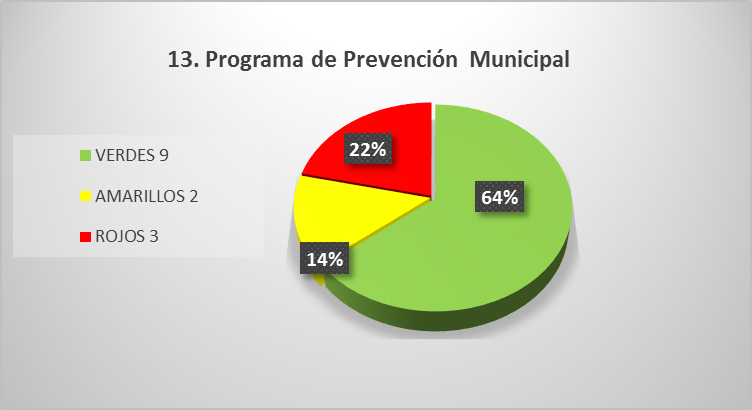 13. Programa de Prevención Municipal
VERDES 9
AMARILLOS 2
ROJOS 3
22%
64%
14%